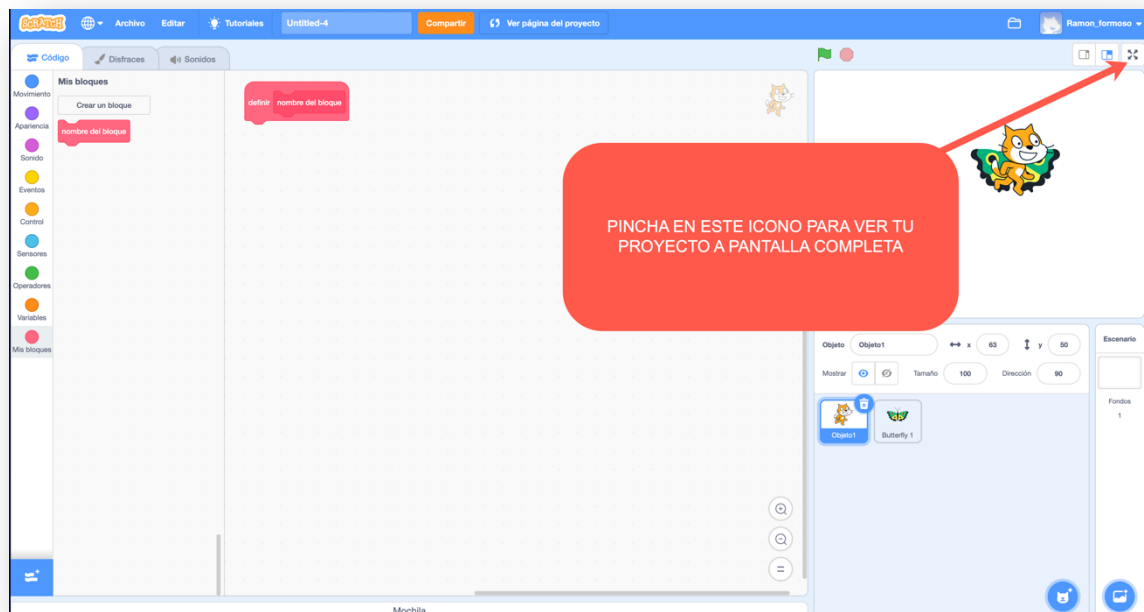 SCRATCH
Archivo
Editar
Tutoriales
Untitled-4
Compartir
Ver página del proyecto
Ramon_formoso
Código
Disfraces
Sonidos
Movimiento
Apariencia
Sonido
Eventos
Control
Sensores
Operadores
Variables
Mis bloques
Mis bloques
Crear un bloque
nombre del bloque
definir nombre del bloque
PINCHA EN ESTE ICONO PARA VER TU
PROYECTO A PANTALLA COMPLETA
Objeto Objeto1 x 63 y 50
Mostrar Tamaño 100 Dirección 90
Objeto1
Butterfly 1
Escenario
Fondos
1
Mochila